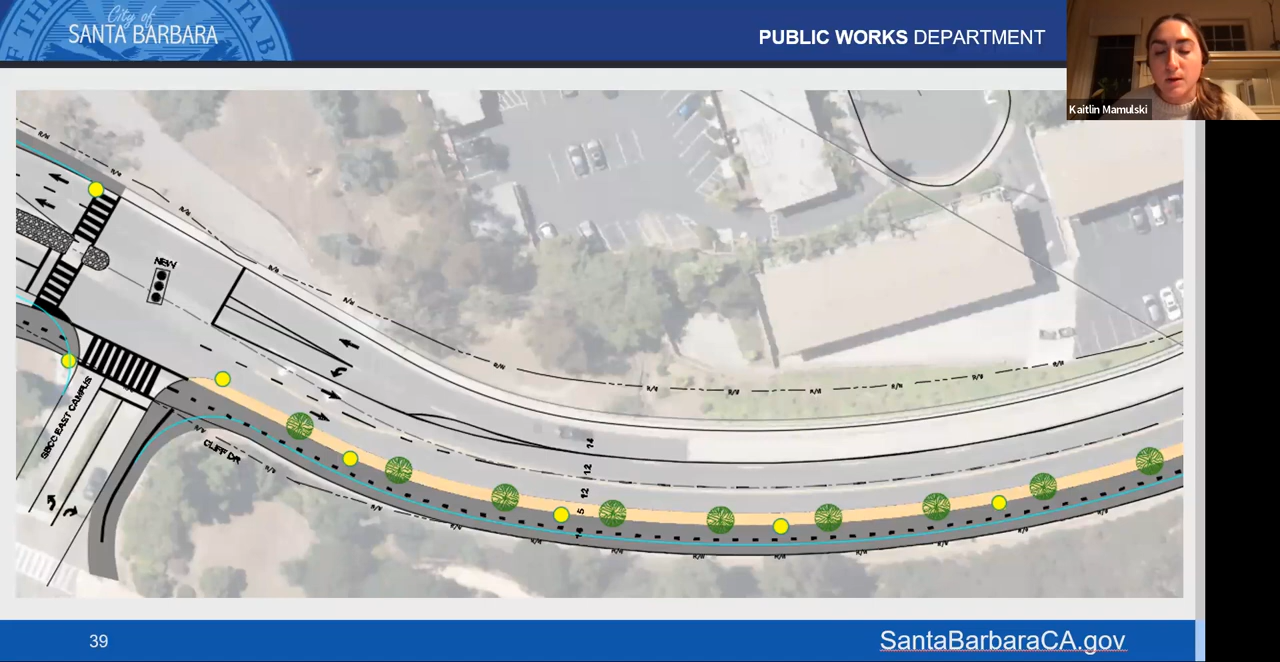 City of
SANTA BARBARA
PUBLIC WORKS DEPARTMENT
Kaitlin Mamulski
R/W
R/W
R/W
NEW
R/W
R/W
R/W
R/W
R/W
R/W
R/W
R/W
R/W
SBCC EAST CAMPUS
CLIFF DR
14
12
12
5
14
R/W
R/W
R/W
R/W
R/W
R/W
R/W
R/W
R/W
R/W
R/W
39
SantaBarbaraCA.gov